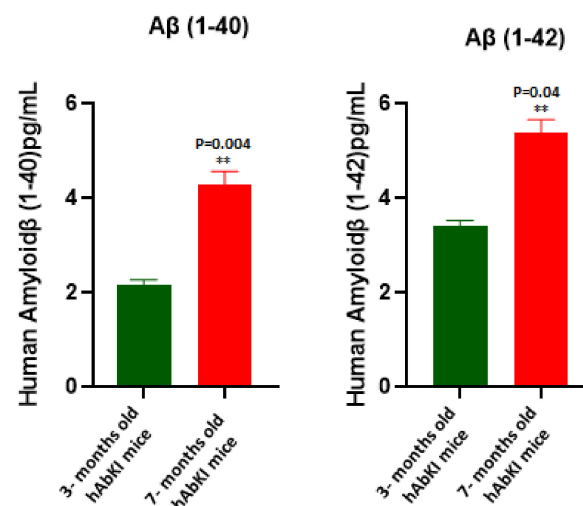 Aβ (1-40)
Human Amyloidβ (1-40)pg/mL
6
4
2
0
P=0.004
**
3- months old
hAbKI mice
7- months old
hAbKI mice
Aβ (1-42)
Human Amyloidβ (1-42)pg/mL
6
4
2
0
P=0.04
**
3- months old
hAbKI mice
7- months old
hAbKI mice